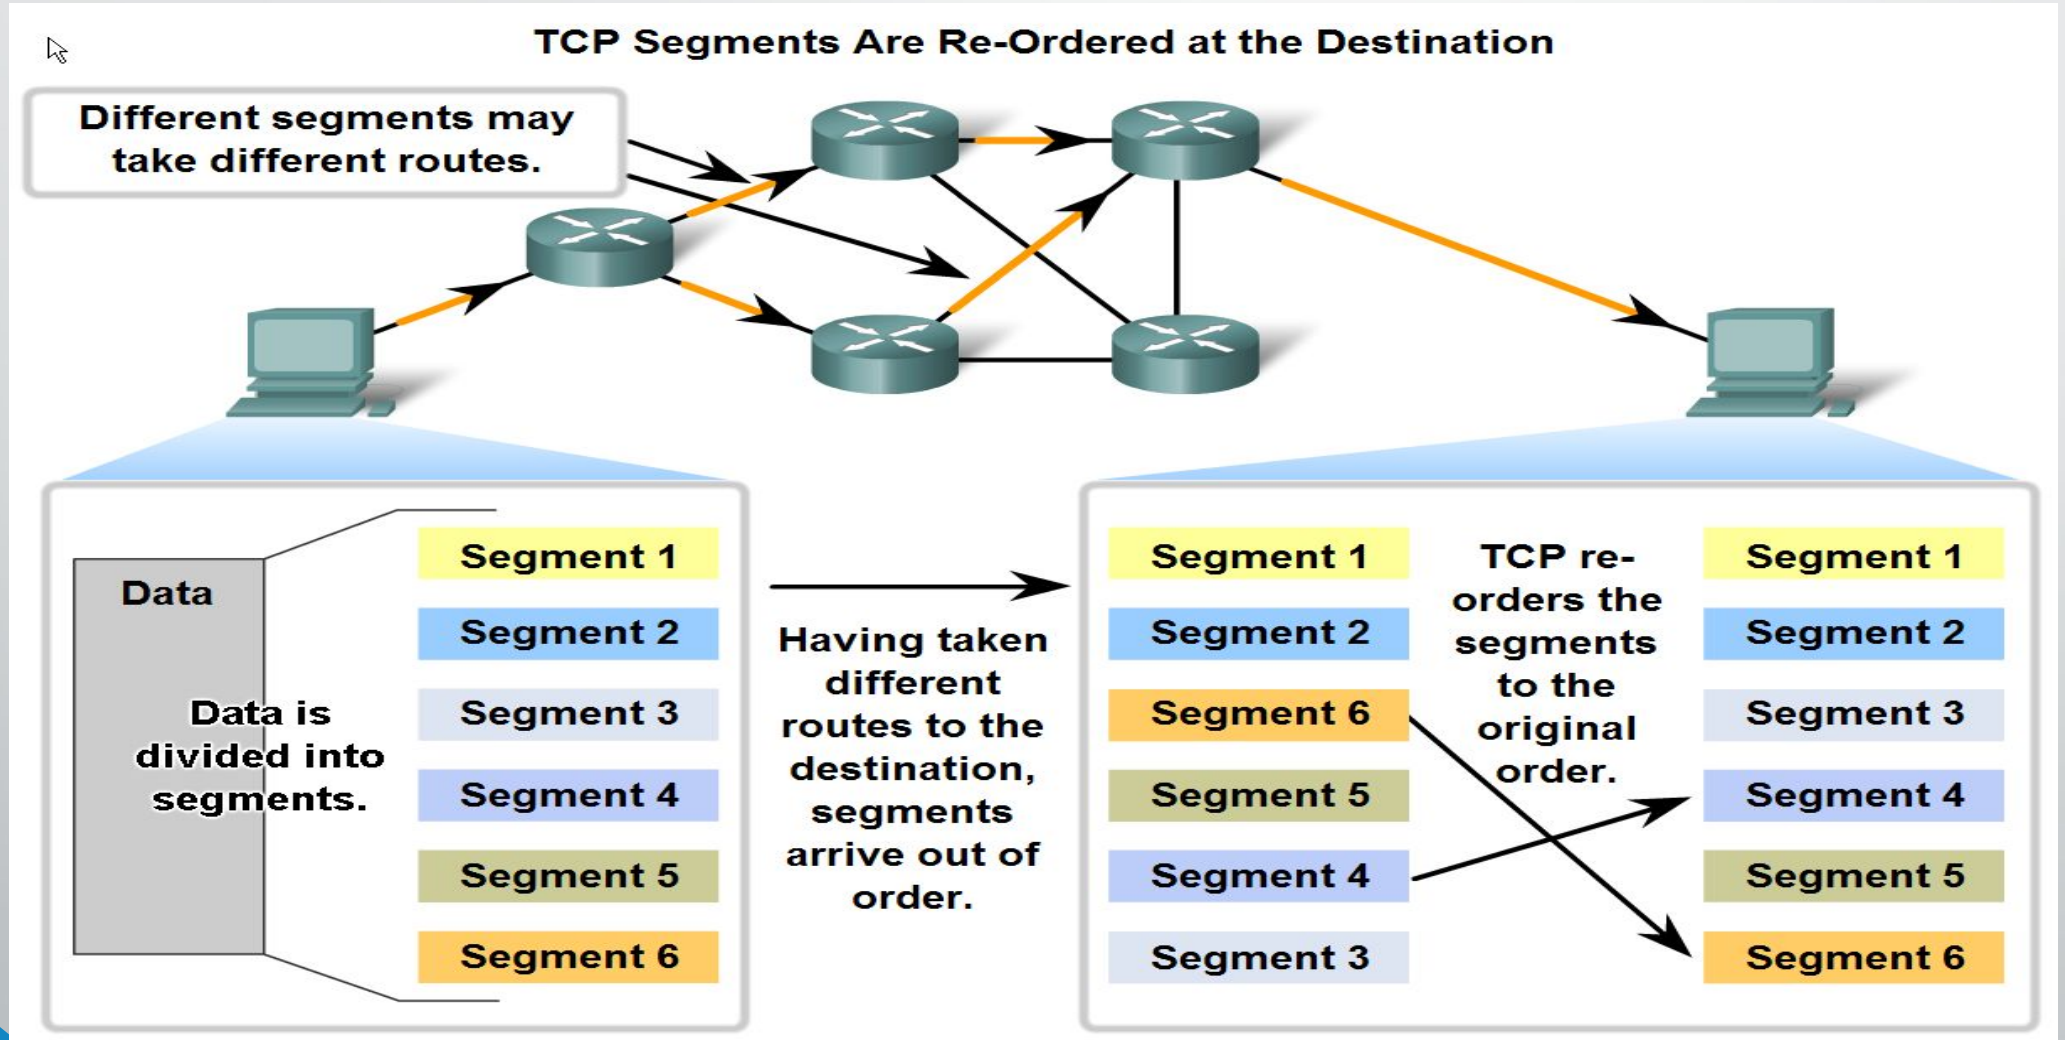 TCP Segments Are Re-Ordered at the Destination
Different segments may
take different routes.
Data
Data is
divided into
segments.
Segment 1
Segment 2
Segment 3
Segment 4
Segment 5
Segment 6
Having taken
different
routes to the
destination,
segments
arrive out of
order.
Segment 1
Segment 2
Segment 6
Segment 5
Segment 4
Segment 3
TCP re-
orders the
segments
to the
original
order.
Segment 1
Segment 2
Segment 3
Segment 4
Segment 5
Segment 6